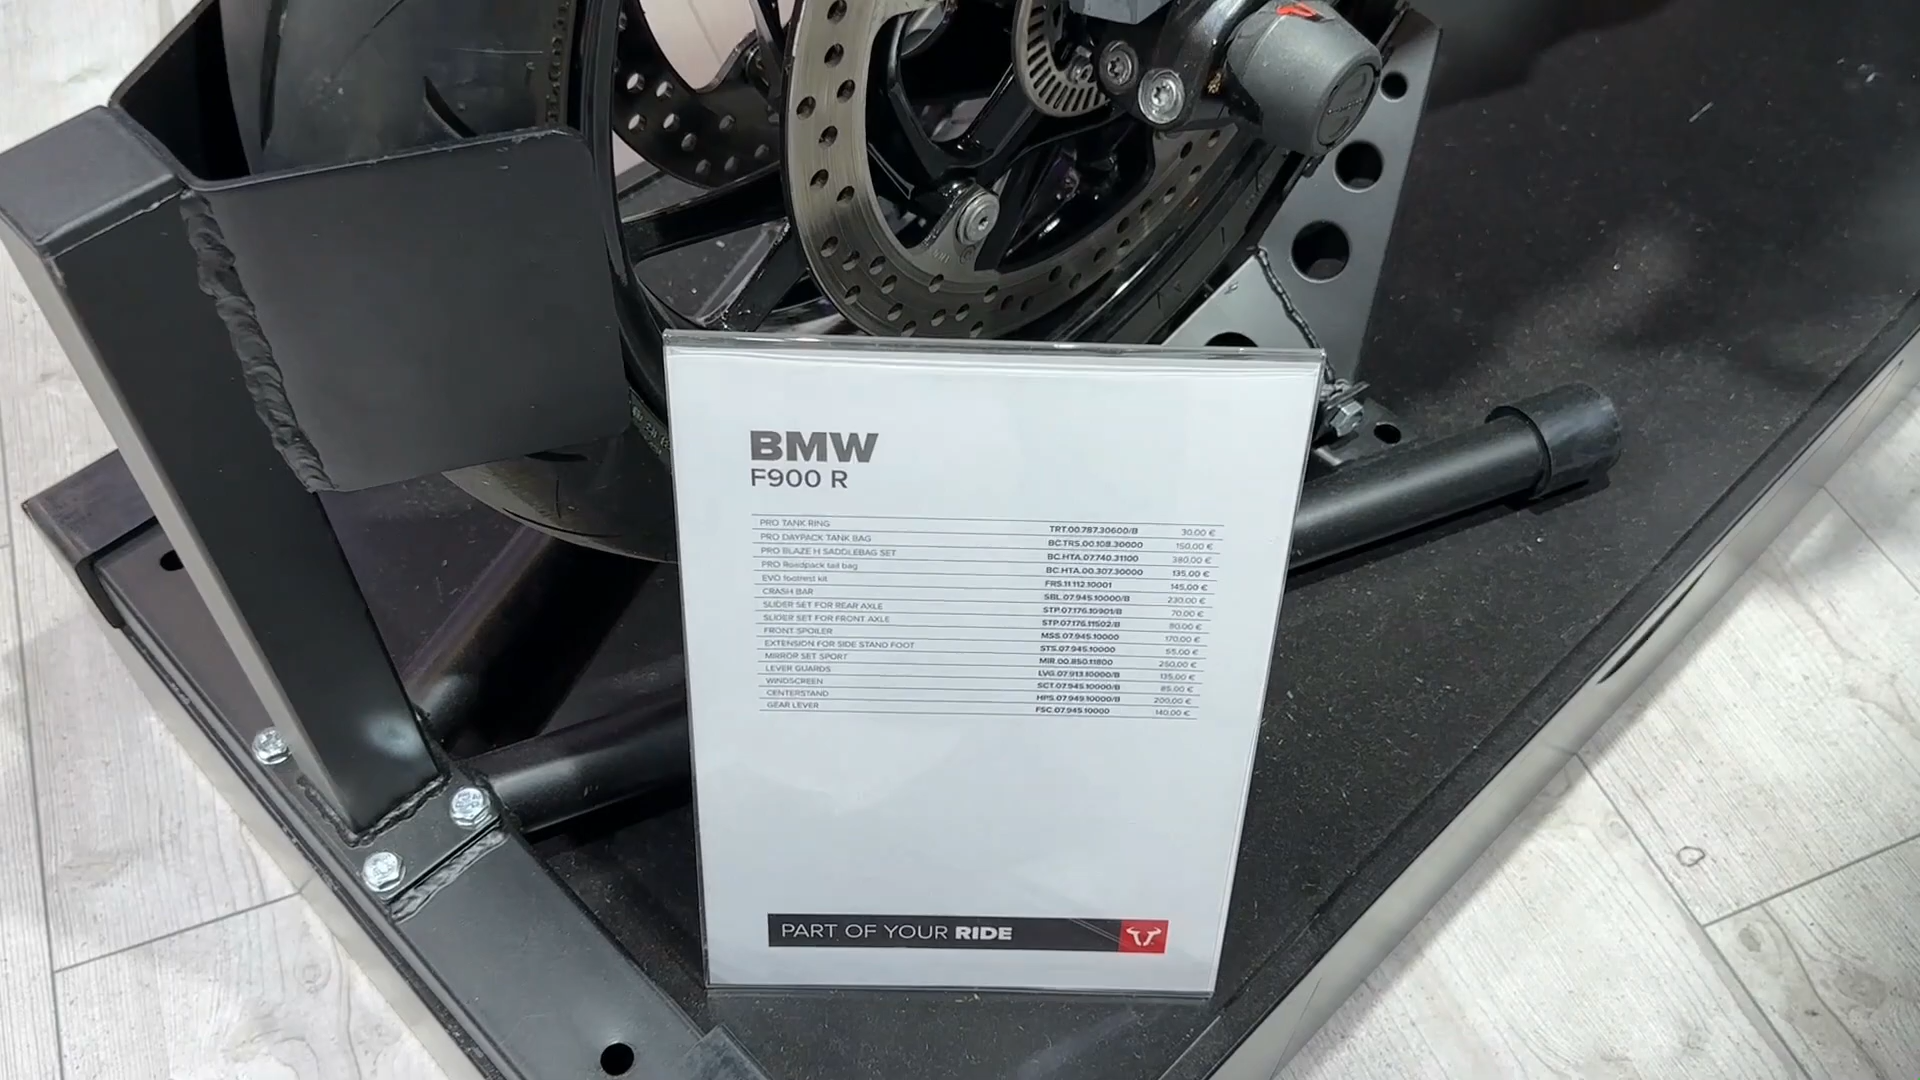 BMW
F900 R
PRO TANK RING TRT.00.787.30600/B 30,00 €
PRO DAYPACK TANK BAG BC.TRS.00.108.30000 150,00 €
PRO BLAZE H SADDLEBAG SET BC.HTA.07.740.31100 380,00 €
PRO Roadpack tail bag BC.HTA.00.307.30000 135,00 €
EVO footrest kit FRS.11.112.10001 145,00 €
CRASH BAR SBL.07.945.10000/B 230,00 €
SLIDER SET FOR REAR AXLE STP.07.176.10901/B 70,00 €
SLIDER SET FOR FRONT AXLE STP.07.176.11502/B 80,00 €
FRONT SPOILER MSS.07.945.10000 170,00 €
EXTENSION FOR SIDE STAND FOOT STS.07.945.10000 55,00 €
MIRROR SET SPORT MIR.00.850.11800 250,00 €
LEVER GUARDS LVG.07.913.10000/B 135,00 €
WINDSCREEN SCT.07.945.10000/B 85,00 €
CENTERSTAND HPS.07.949.10000/B 200,00 €
GEAR LEVER FSC.07.945.10000 140,00 €
PART OF YOUR RIDE